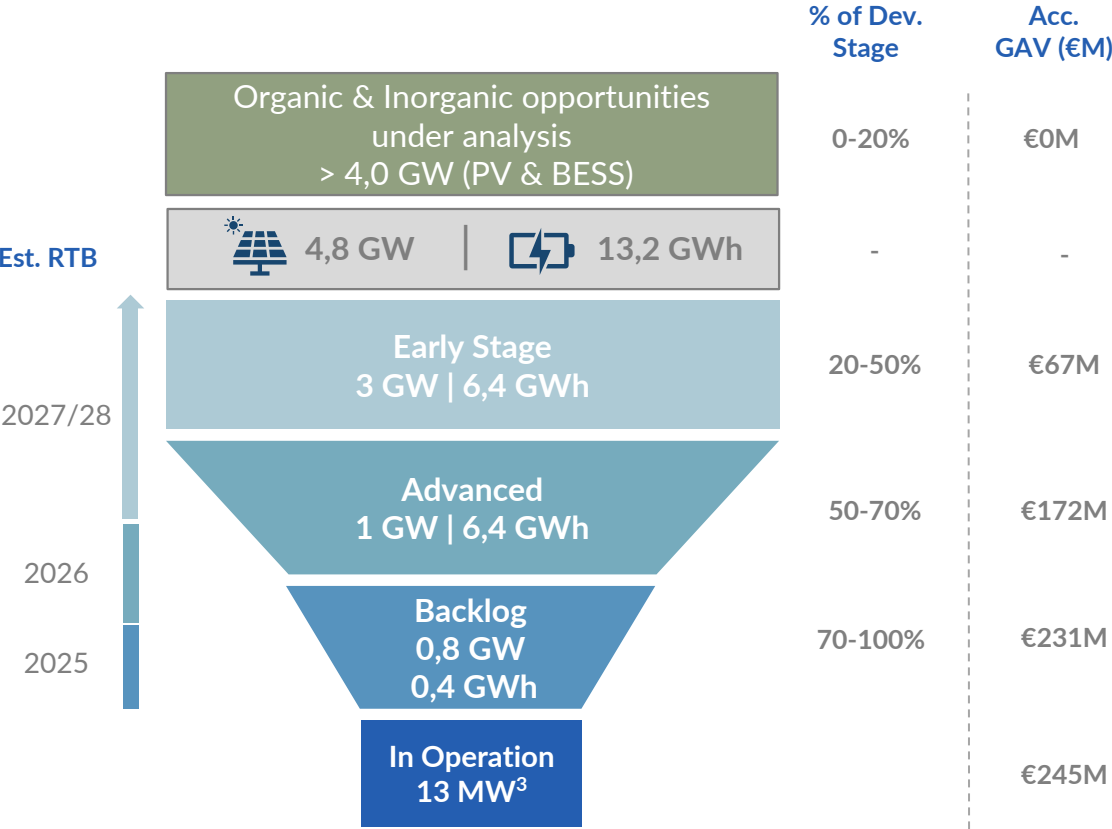 % of Dev.
Stage
Acc.
GAV (€M)
Organic & Inorganic opportunities
under analysis
> 4,0 GW (PV & BESS)
0-20%
€0M
Est. RTB
4,8 GW | 13,2 GWh
-
-
Early Stage
3 GW | 6,4 GWh
20-50%
€67M
2027/28
Advanced
1 GW | 6,4 GWh
50-70%
€172M
2026
Backlog
0,8 GW
0,4 GWh
70-100%
€231M
2025
In Operation
13 MW³
€245M